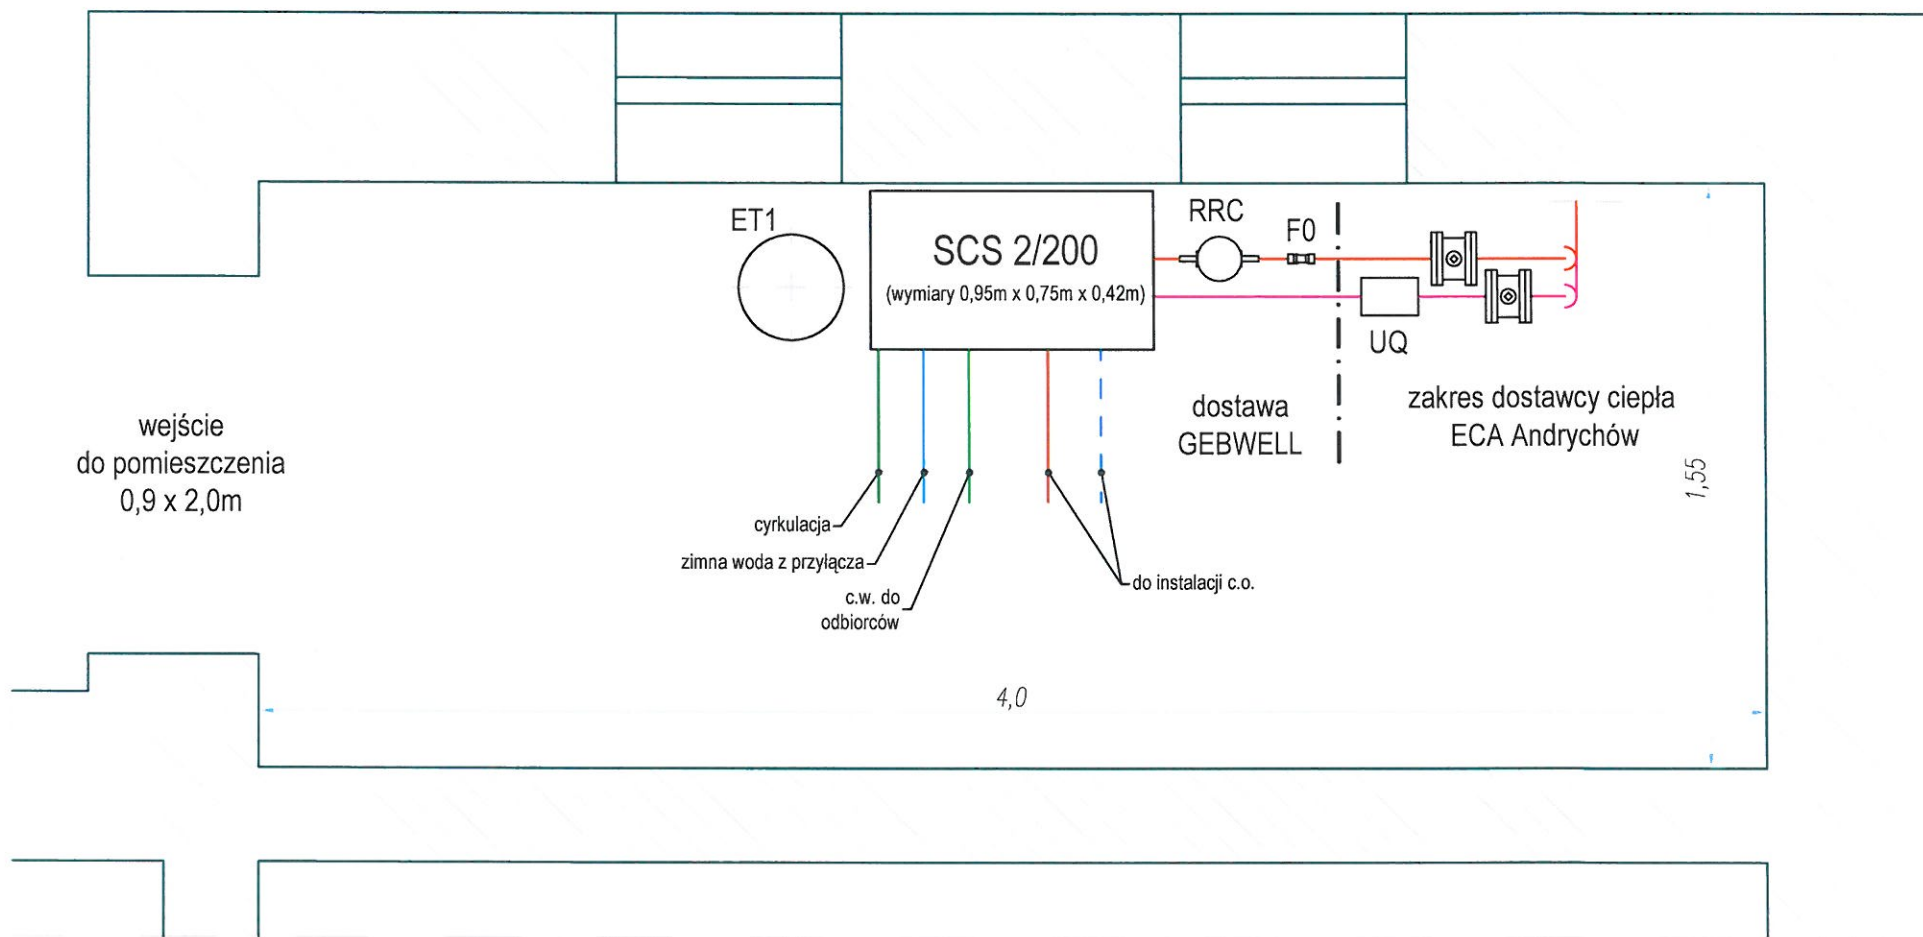 ET1
SCS 2/200
(wymiary 0,95m x 0,75m x 0,42m)
RRC
F0
UQ
wejście
do pomieszczenia
0,9 x 2,0m
dostawa
GEBWELL
zakres dostawcy ciepła
ECA Andrychów
1,55
cyrkulacja
zimna woda z przyłącza
c.w. do
odbiorców
do instalacji c.o.
4,0